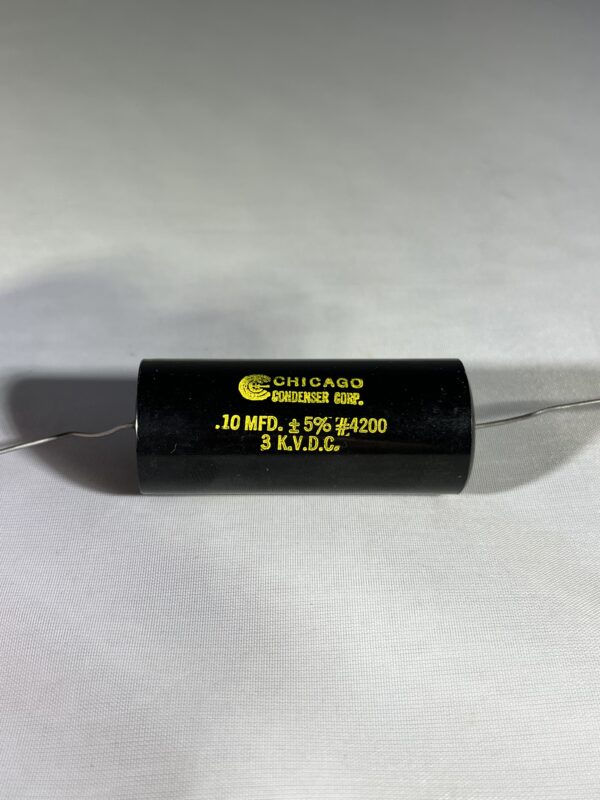 CHICAGO
CONDENSER CORP.
.10 MFD. ± 5% #4200
3 K.V.D.C.